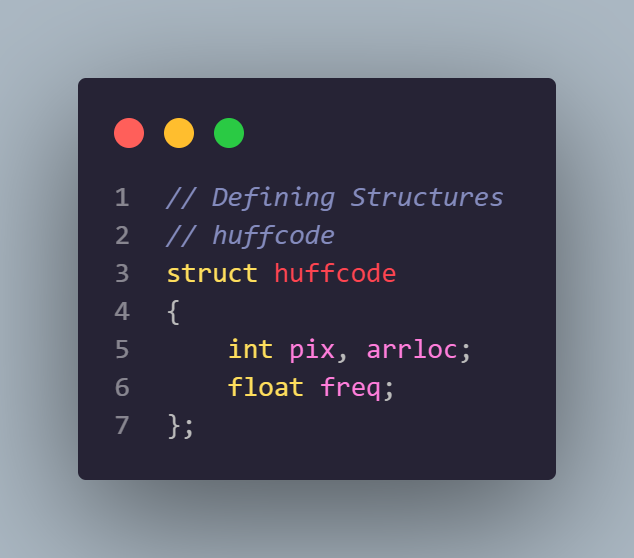 1 // Defining Structures
2 // huffcode
3 struct huffcode
4 {
5     int pix, arrloc;
6     float freq;
7 };